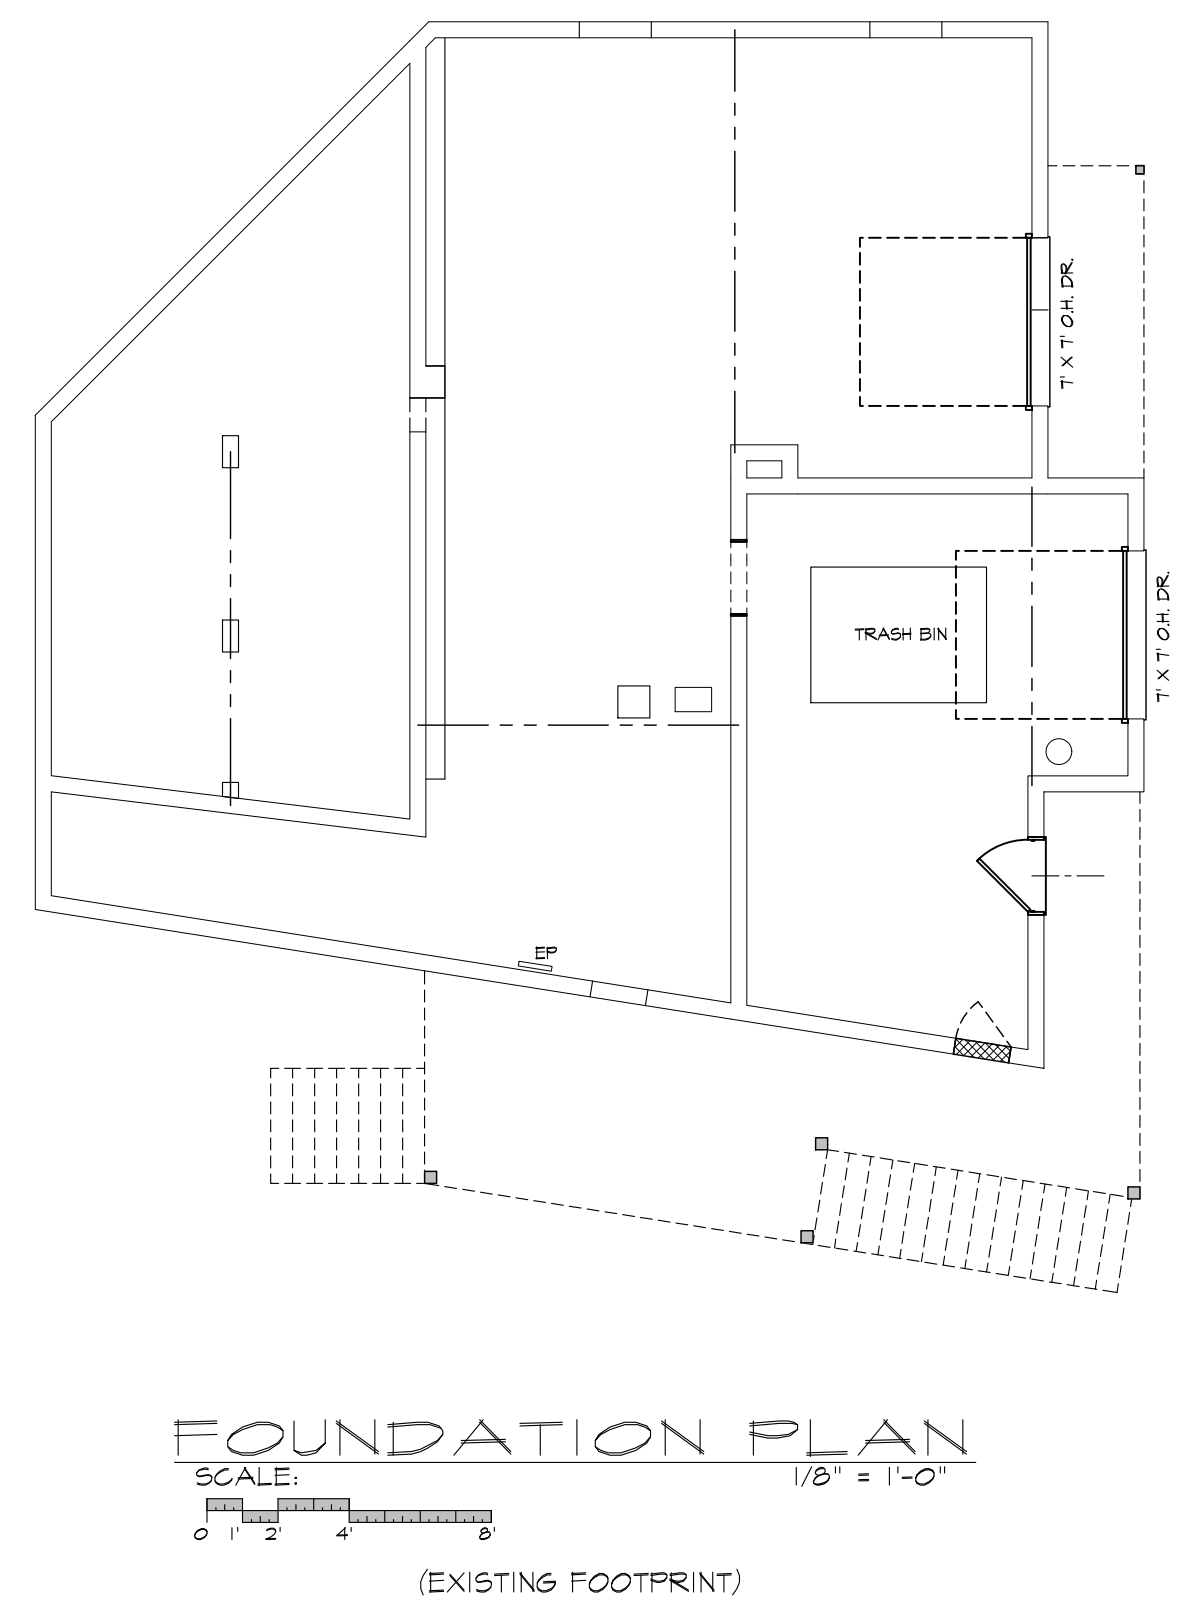 7' X 7' O.H. DR.
7' X 7' O.H. DR.
TRASH BIN
EP
FOUNDATION PLAN
SCALE: 1/8" = 1'-0"
0 1' 2' 4' 8'
(EXISTING FOOTPRINT)